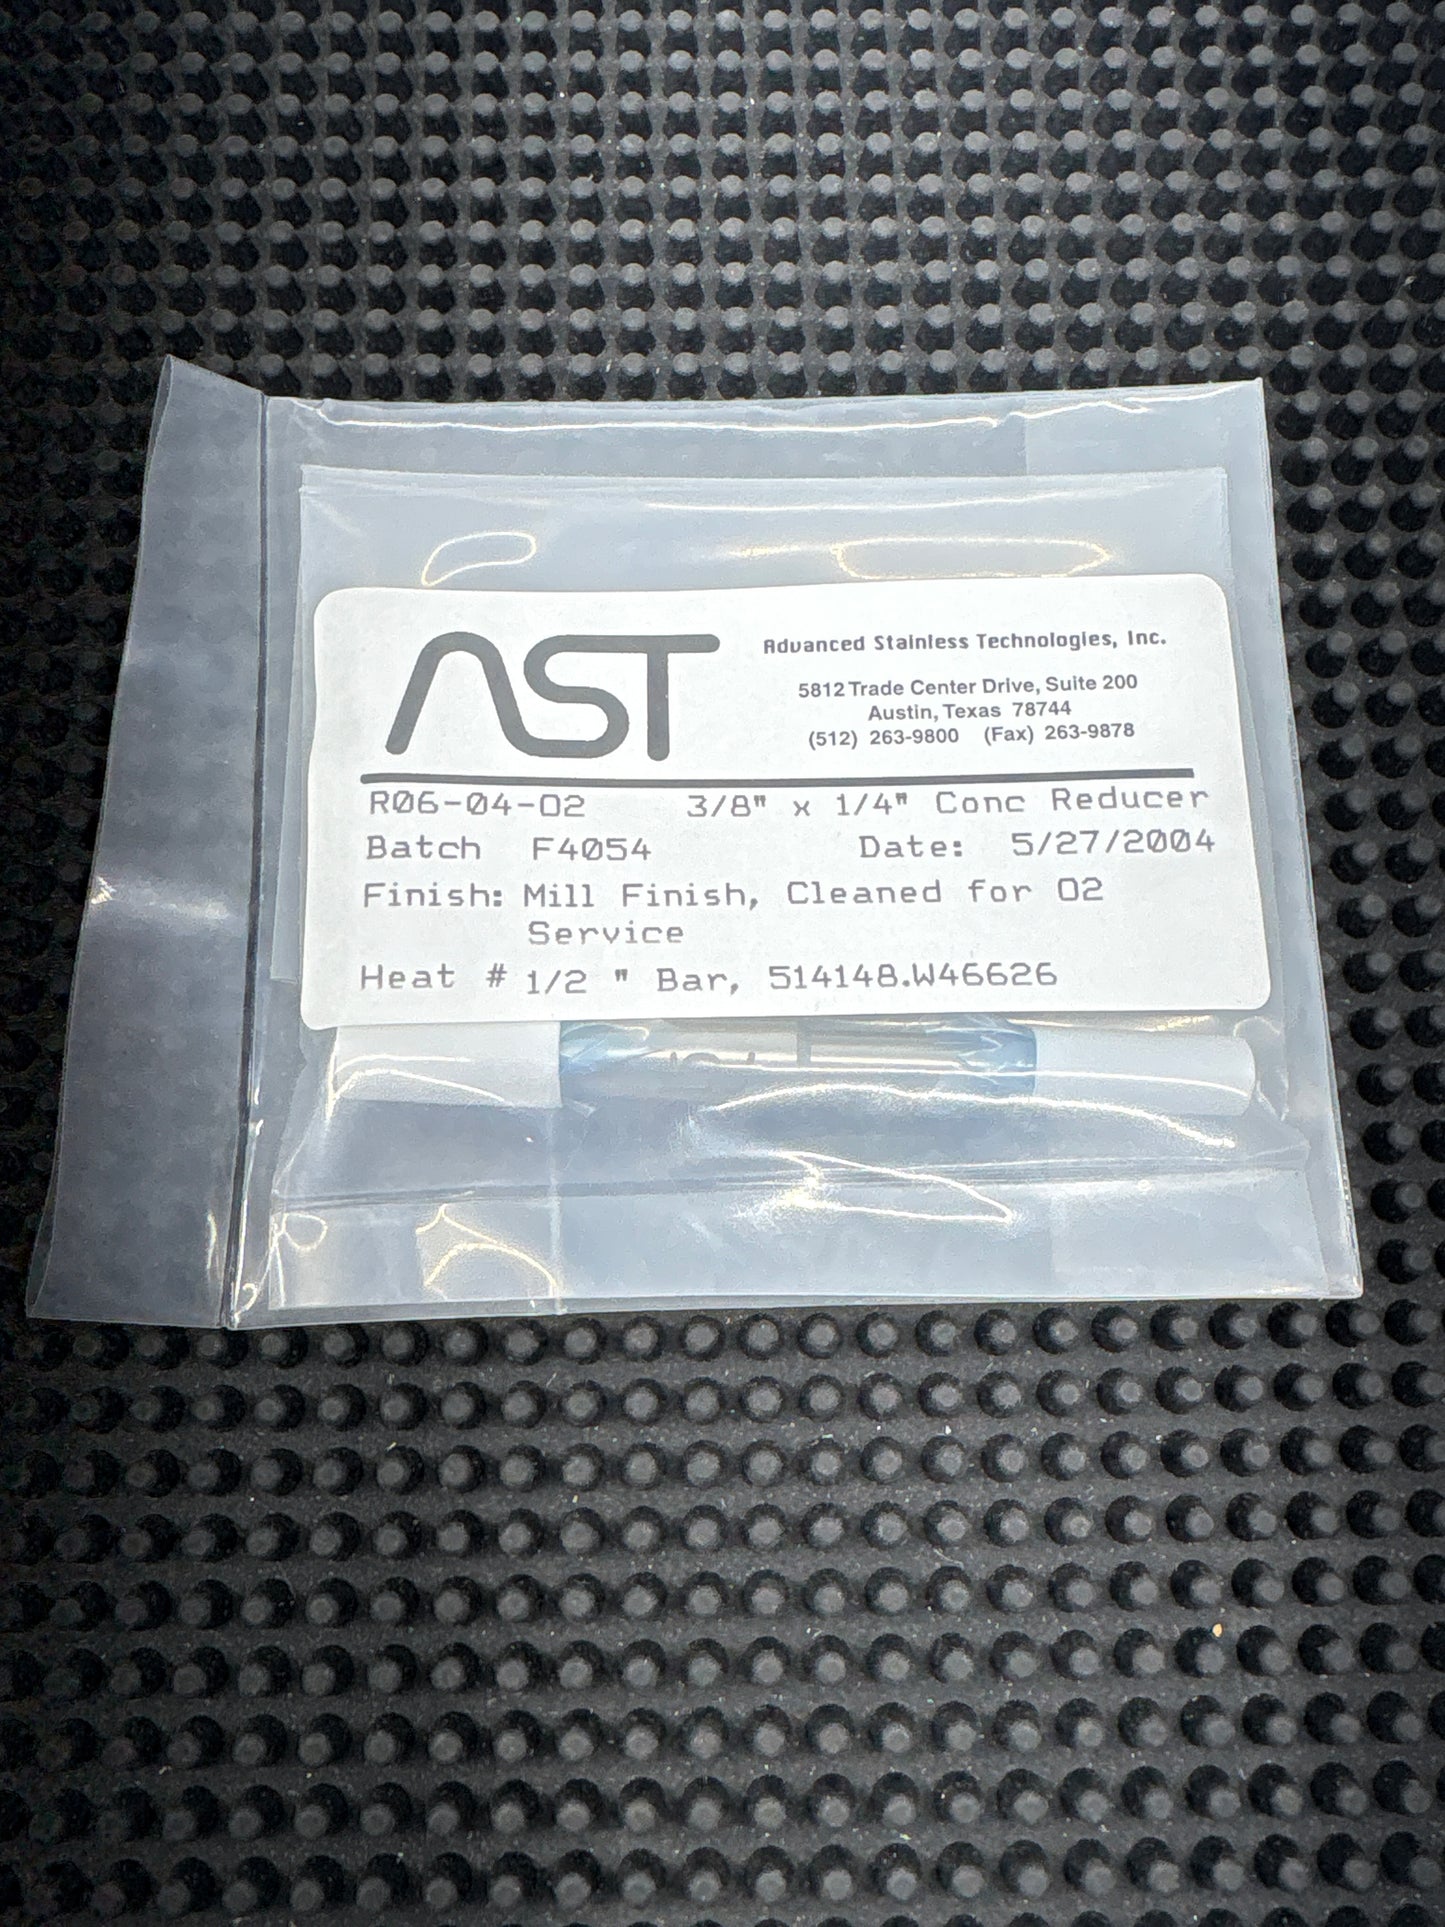 AST
Advanced Stainless Technologies, Inc.
5812 Trade Center Drive, Suite 200
Austin, Texas 78744
(512) 263-9800 (Fax) 263-9878
R06-04-02 3/8" x 1/4" Conc Reducer
Batch F4054 Date: 5/27/2004
Finish: Mill Finish, Cleaned for O2
Service
Heat # 1/2 " Bar, 514148.W46626